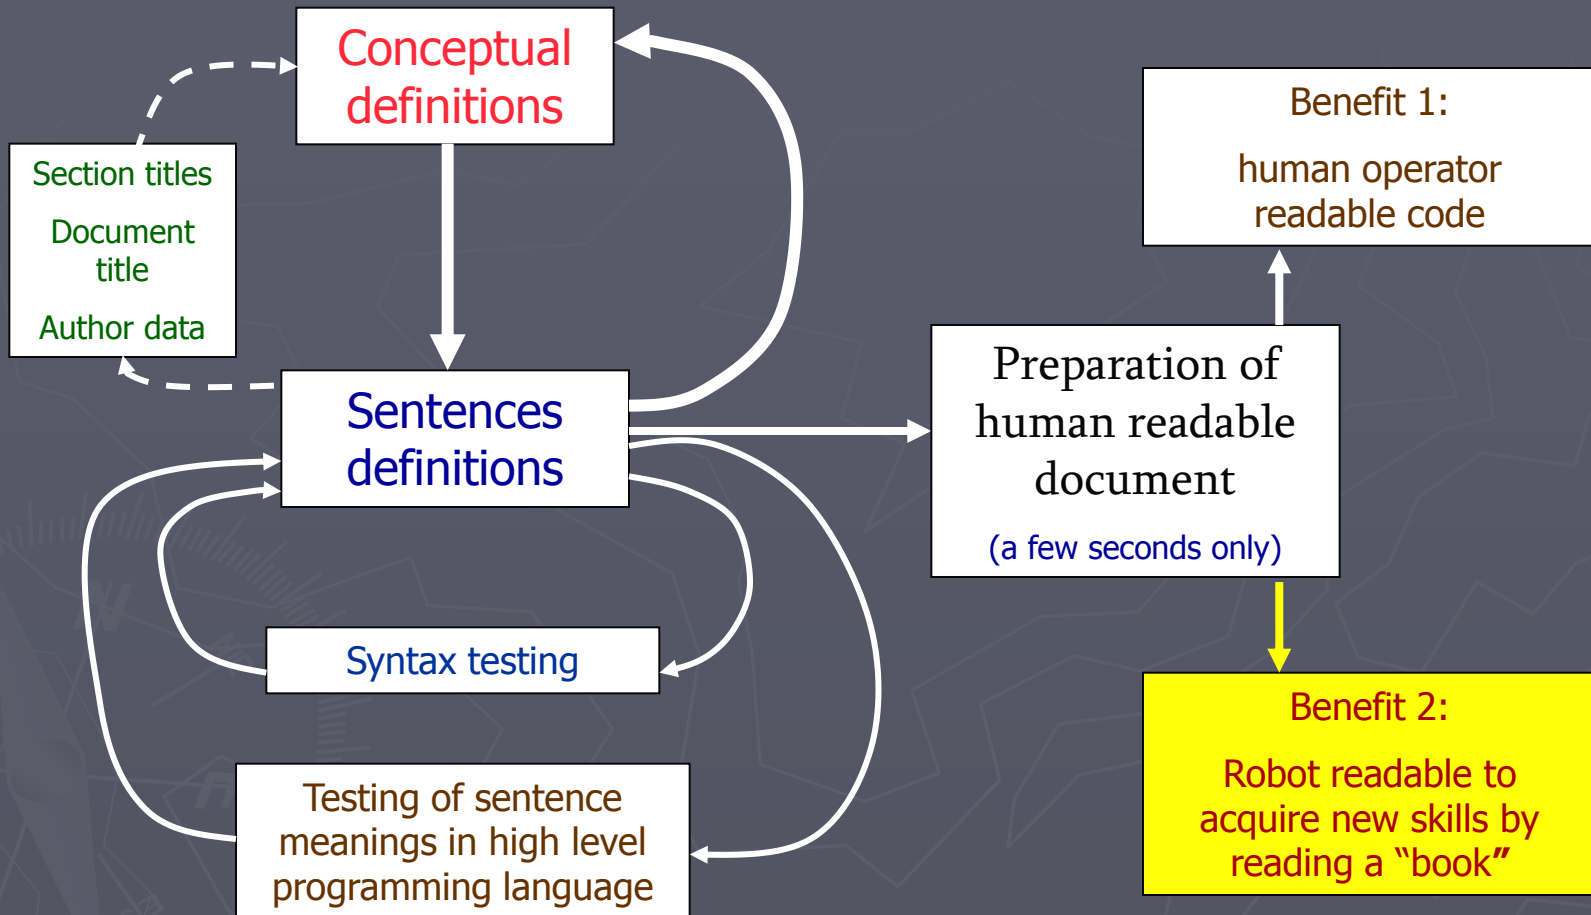 Conceptual
definitions
Section titles
Document
title
Author data
Sentences
definitions
Syntax testing
Testing of sentence
meanings in high level
programming language
Preparation of
human readable
document
(a few seconds only)
Benefit 1:
human operator
readable code
Benefit 2:
Robot readable to
acquire new skills by
reading a “book”